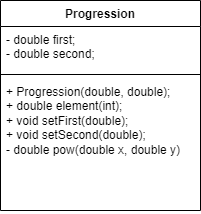 Progression
- double first;
- double second;
+ Progression(double, double);
+ double element(int);
+ void setFirst(double);
+ void setSecond(double);
- double pow(double x, double y)